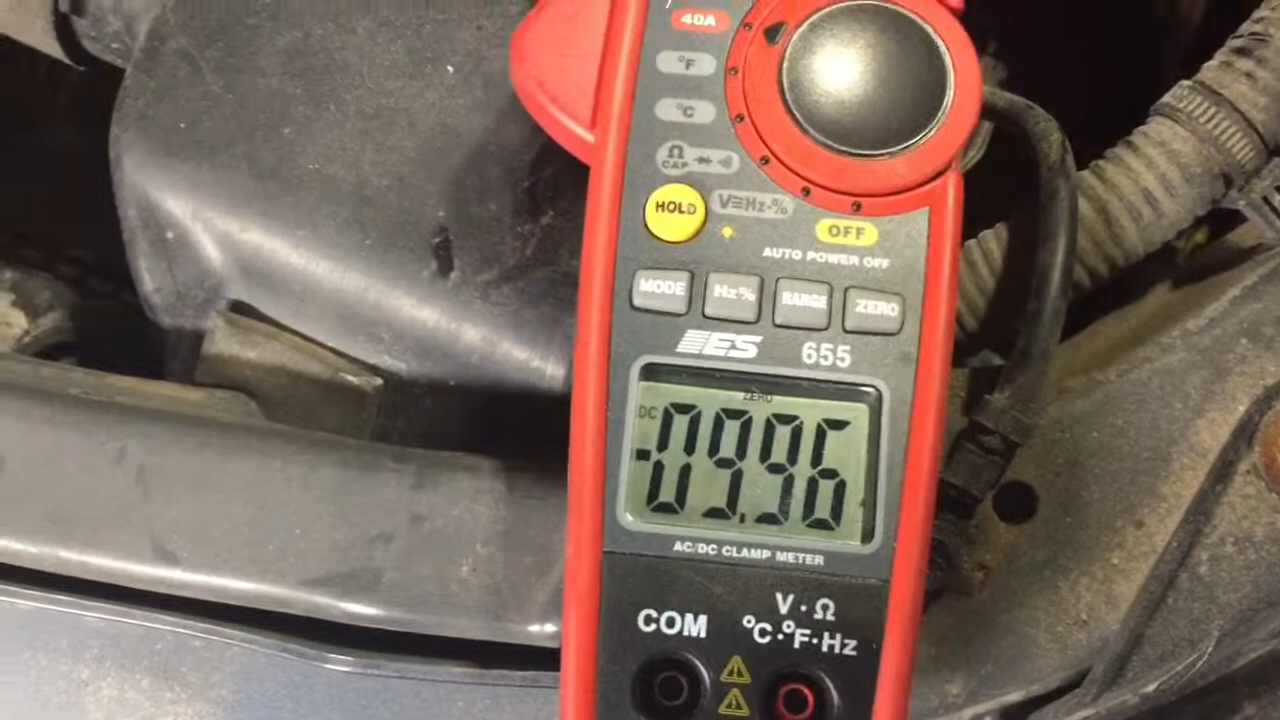 40A
°F
°C
Ω
CAP
HOLD
V≂Hz·%
OFF
AUTO POWER OFF
MODE
Hz%
RANGE
ZERO
ES
655
ZERO
DC
-09.96
AC/DC CLAMP METER
COM
V·Ω
°C·°F·Hz